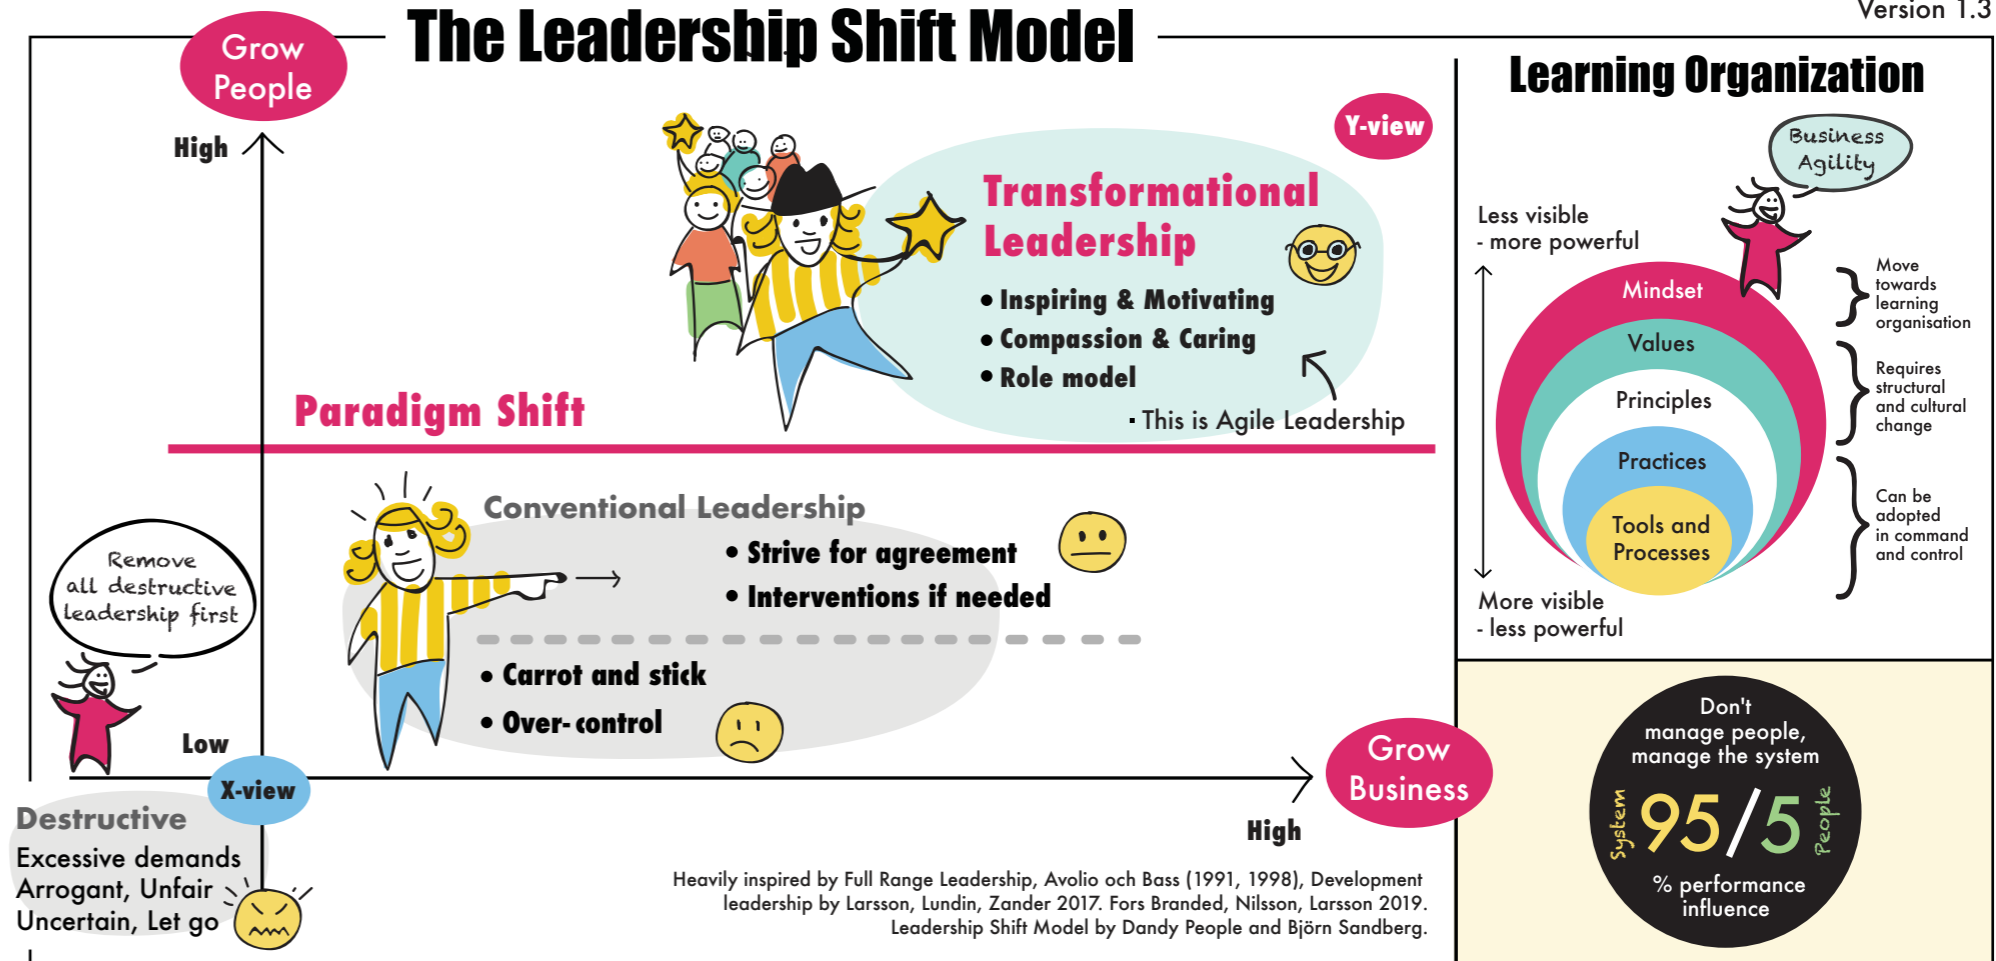 Version 1.3
The Leadership Shift Model
Grow
People
High
Y-view
Transformational
Leadership
• Inspiring & Motivating
• Compassion & Caring
• Role model
· This is Agile Leadership
Paradigm Shift
Conventional Leadership
• Strive for agreement
• Interventions if needed
• Carrot and stick
• Over-control
Remove
all destructive
leadership first
Low
X-view
Destructive
Excessive demands
Arrogant, Unfair
Uncertain, Let go
Grow
Business
High
Heavily inspired by Full Range Leadership, Avolio och Bass (1991, 1998), Development
leadership by Larsson, Lundin, Zander 2017. Fors Branded, Nilsson, Larsson 2019.
Leadership Shift Model by Dandy People and Björn Sandberg.
Learning Organization
Business
Agility
Less visible
- more powerful
Mindset
Values
Principles
Practices
Tools and
Processes
Move
towards
learning
organisation
Requires
structural
and cultural
change
Can be
adopted
in command
and control
More visible
- less powerful
Don't
manage people,
manage the system
System
95/5
People
% performance
influence